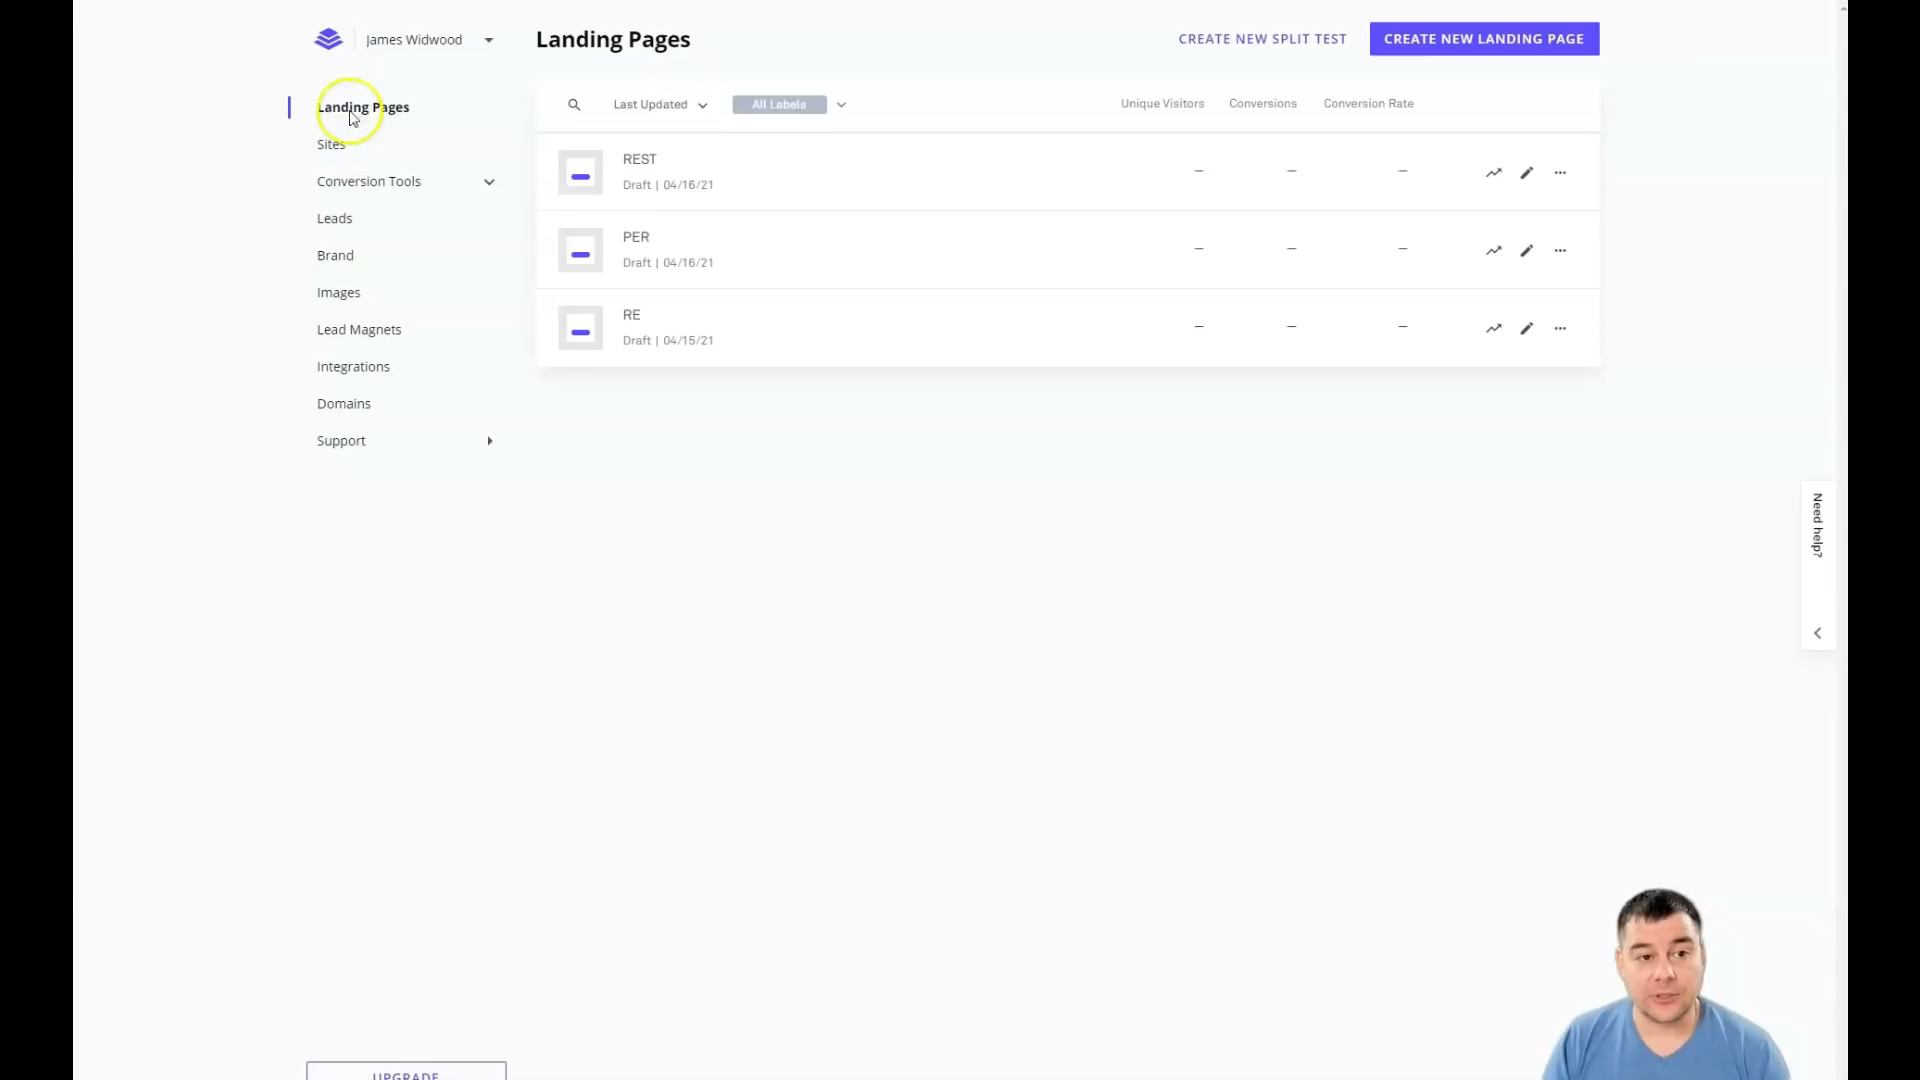 James Widwood
Landing Pages
CREATE NEW SPLIT TEST
CREATE NEW LANDING PAGE
Landing Pages
Sites
Conversion Tools
Leads
Brand
Images
Lead Magnets
Integrations
Domains
Support
Last Updated
All Labels
Unique Visitors
Conversions
Conversion Rate
REST
Draft | 04/16/21
PER
Draft | 04/16/21
RE
Draft | 04/15/21
Need help?
UPGRADE